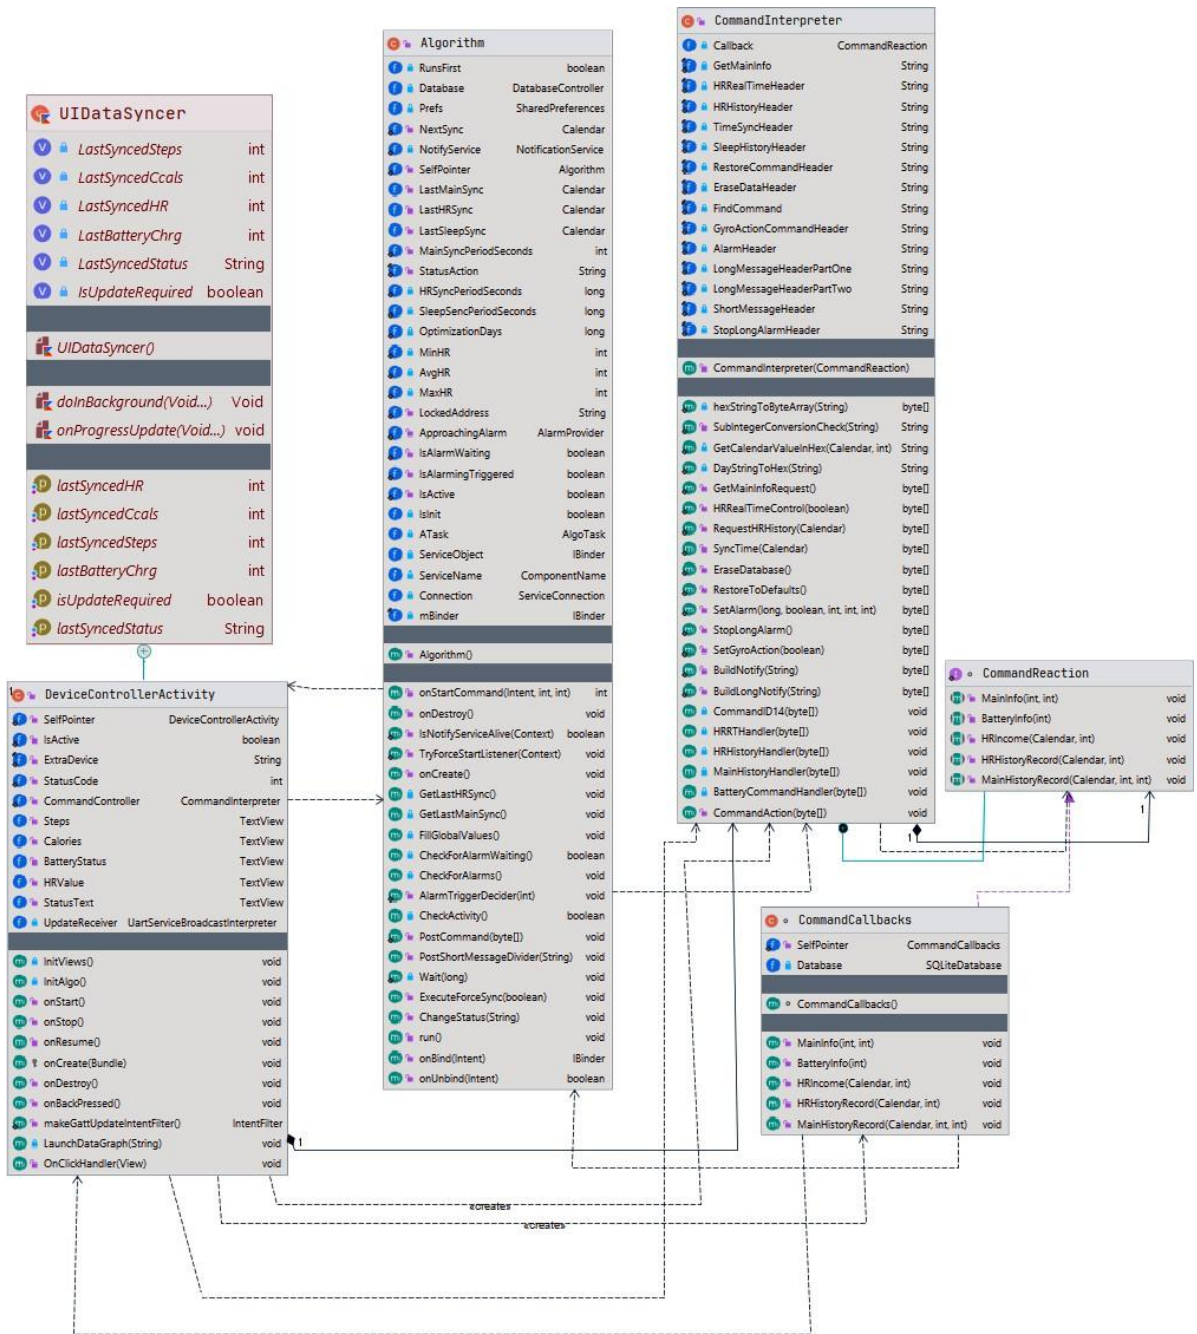 UIDataSyncer
LastSyncedSteps int
LastSyncedCcals int
LastSyncedHR int
LastBatteryChrg int
LastSyncedStatus String
IsUpdateRequired boolean
UIDataSyncer()
doInBackground(Void...) Void
onProgressUpdate(Void...) void
lastSyncedHR int
lastSyncedCcals int
lastSyncedSteps int
lastBatteryChrg int
isUpdateRequired boolean
lastSyncedStatus String
1
DeviceControllerActivity
SelfPointer DeviceControllerActivity
IsActive boolean
ExtraDevice String
StatusCode int
CommandController CommandInterpreter
Steps TextView
Calories TextView
BatteryStatus TextView
HRValue TextView
StatusText TextView
UpdateReceiver UartServiceBroadcastInterpreter
InitViews() void
InitAlgo() void
onStart() void
onStop() void
onResume() void
onCreate(Bundle) void
onDestroy() void
onBackPressed() void
makeGattUpdateIntentFilter() IntentFilter
LaunchDataGraph(String) void
OnClickHandler(View) void
1
Algorithm
RunsFirst boolean
Database DatabaseController
Prefs SharedPreferences
NextSync Calendar
NotifyService NotificationService
SelfPointer Algorithm
LastMainSync Calendar
LastHRSync Calendar
LastSleepSync Calendar
MainSyncPeriodSeconds int
StatusAction String
HRSyncPeriodSeconds long
SleepSencPeriodSeconds long
OptimizationDays long
MinHR int
AvgHR int
MaxHR int
LockedAddress String
ApproachingAlarm AlarmProvider
IsAlarmWaiting boolean
IsAlarmingTriggered boolean
IsActive boolean
IsInit boolean
ATask AlgoTask
ServiceObject IBinder
ServiceName ComponentName
Connection ServiceConnection
mBinder IBinder
Algorithm()
onStartCommand(Intent, int, int) int
onDestroy() void
IsNotifyServiceAlive(Context) boolean
TryForceStartListener(Context) void
onCreate() void
GetLastHRSync() void
GetLastMainSync() void
FillGlobalValues() void
CheckForAlarmWaiting() boolean
CheckForAlarms() void
AlarmTriggerDecider(int) void
CheckActivity() boolean
PostCommand(byte[]) void
PostShortMessageDivider(String) void
Wait(long) void
ExecuteForceSync(boolean) void
ChangeStatus(String) void
run() void
onBind(Intent) IBinder
onUnbind(Intent) boolean
CommandInterpreter
Callback CommandReaction
GetMainInfo String
HRRealTimeHeader String
HRHistoryHeader String
TimeSyncHeader String
SleepHistoryHeader String
RestoreCommandHeader String
EraseDataHeader String
FindCommand String
GyroActionCommandHeader String
AlarmHeader String
LongMessageHeaderPartOne String
LongMessageHeaderPartTwo String
ShortMessageHeader String
StopLongAlarmHeader String
CommandInterpreter(CommandReaction)
hexStringToByteArray(String) byte[]
SubIntegerConversionCheck(String) String
GetCalendarValueInHex(Calendar, int) String
DayStringToHex(String) String
GetMainInfoRequest() byte[]
HRRealTimeControl(boolean) byte[]
RequestHRHistory(Calendar) byte[]
SyncTime(Calendar) byte[]
EraseDatabase() byte[]
RestoreToDefaults() byte[]
SetAlarm(long, boolean, int, int, int) byte[]
StopLongAlarm() byte[]
SetGyroAction(boolean) byte[]
BuildNotify(String) byte[]
BuildLongNotify(String) byte[]
CommandID14(byte[]) void
HRRTHandler(byte[]) void
HRHistoryHandler(byte[]) void
MainHistoryHandler(byte[]) void
BatteryCommandHandler(byte[]) void
CommandAction(byte[]) void
1
1
CommandReaction
MainInfo(int, int) void
BatteryInfo(int) void
HRIncome(Calendar, int) void
HRHistoryRecord(Calendar, int) void
MainHistoryRecord(Calendar, int, int) void
CommandCallbacks
SelfPointer CommandCallbacks
Database SQLiteDatabase
CommandCallbacks()
MainInfo(int, int) void
BatteryInfo(int) void
HRIncome(Calendar, int) void
HRHistoryRecord(Calendar, int) void
MainHistoryRecord(Calendar, int, int) void
«creates»
«creates»